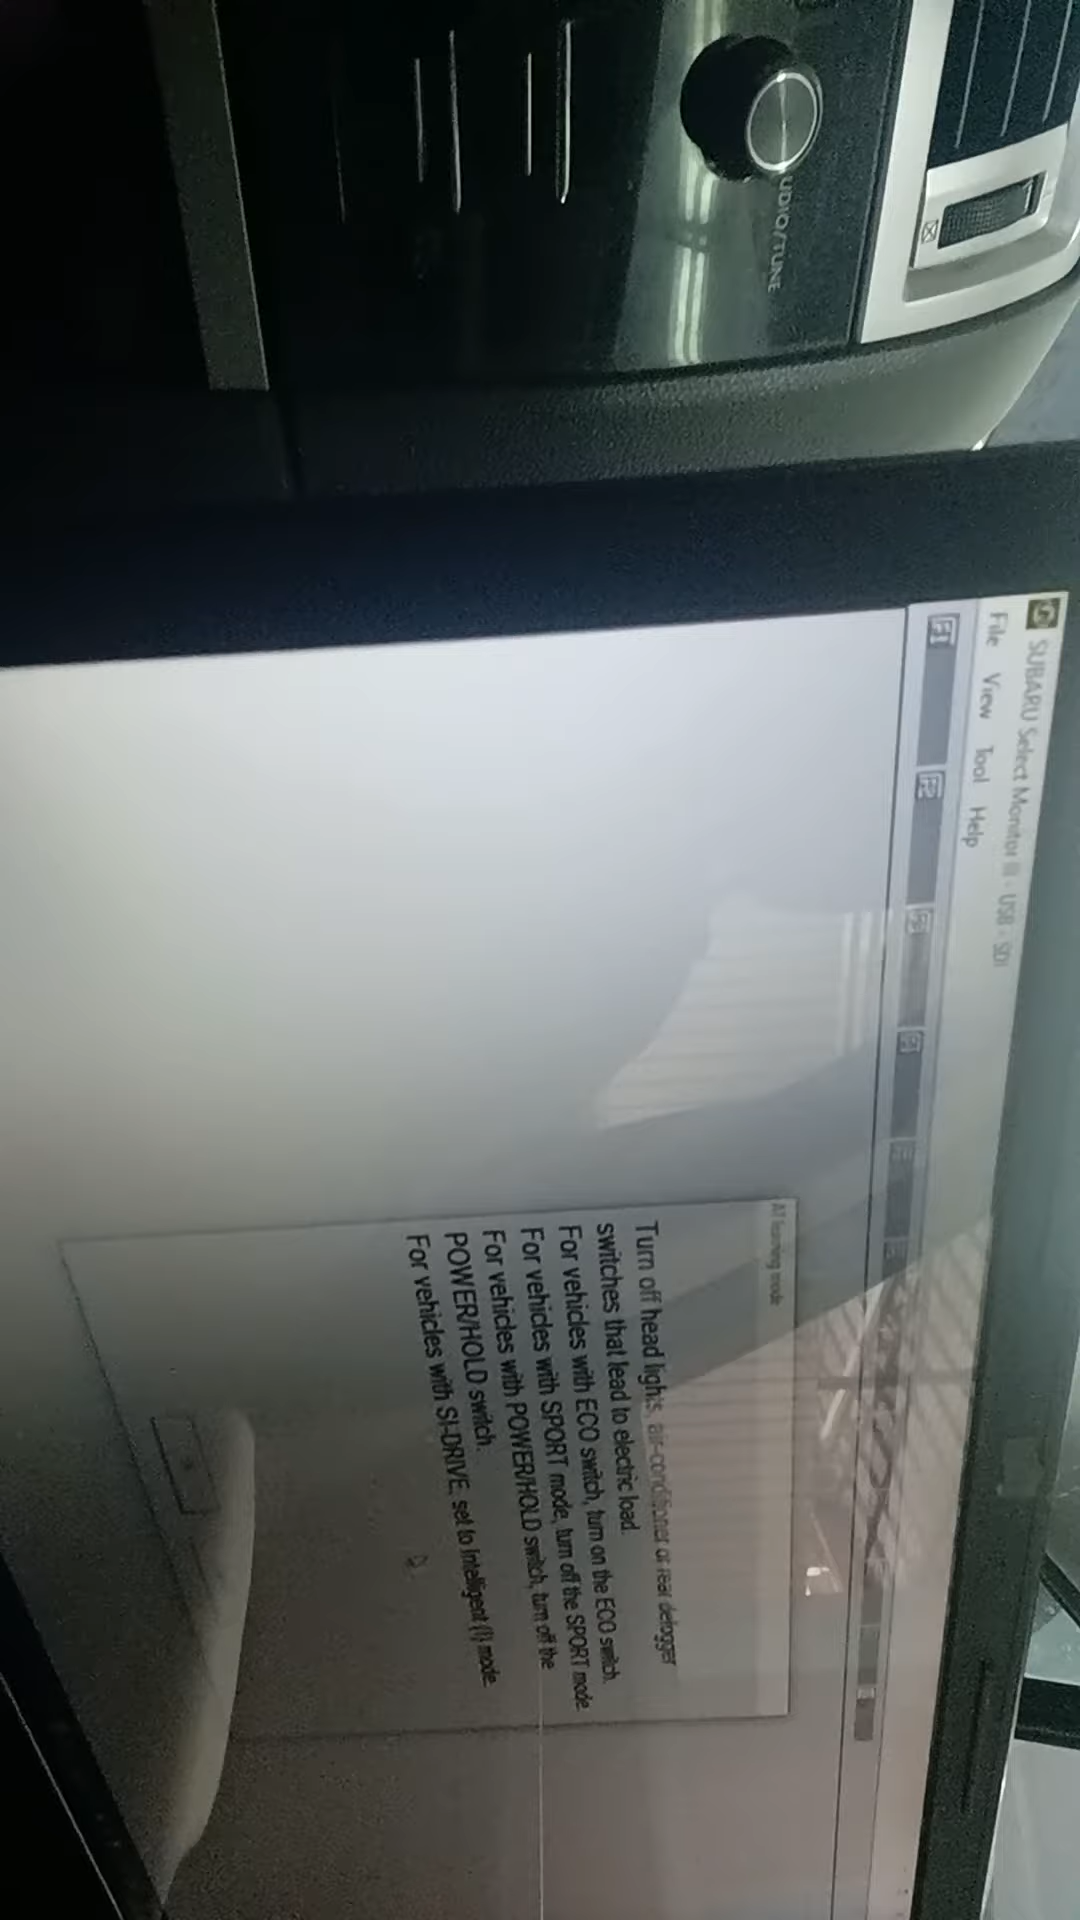 AUDIO/TUNE
SUBARU Select Monitor III - USB - SDI
File View Tool Help
F1 F2 F3
AT learning mode
Turn off head lights, air-conditioner or rear defogger
switches that lead to electric load.
For vehicles with ECO switch, turn on the ECO switch.
For vehicles with SPORT mode, turn off the SPORT mode.
For vehicles with POWER/HOLD switch, turn off the
POWER/HOLD switch.
For vehicles with SI-DRIVE, set to Intelligent (I) mode.